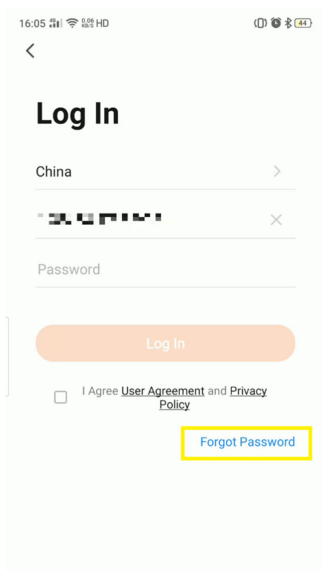 16:05 HD 44
Log In
China
Password
Log In
I Agree User Agreement and Privacy
Policy
Forgot Password